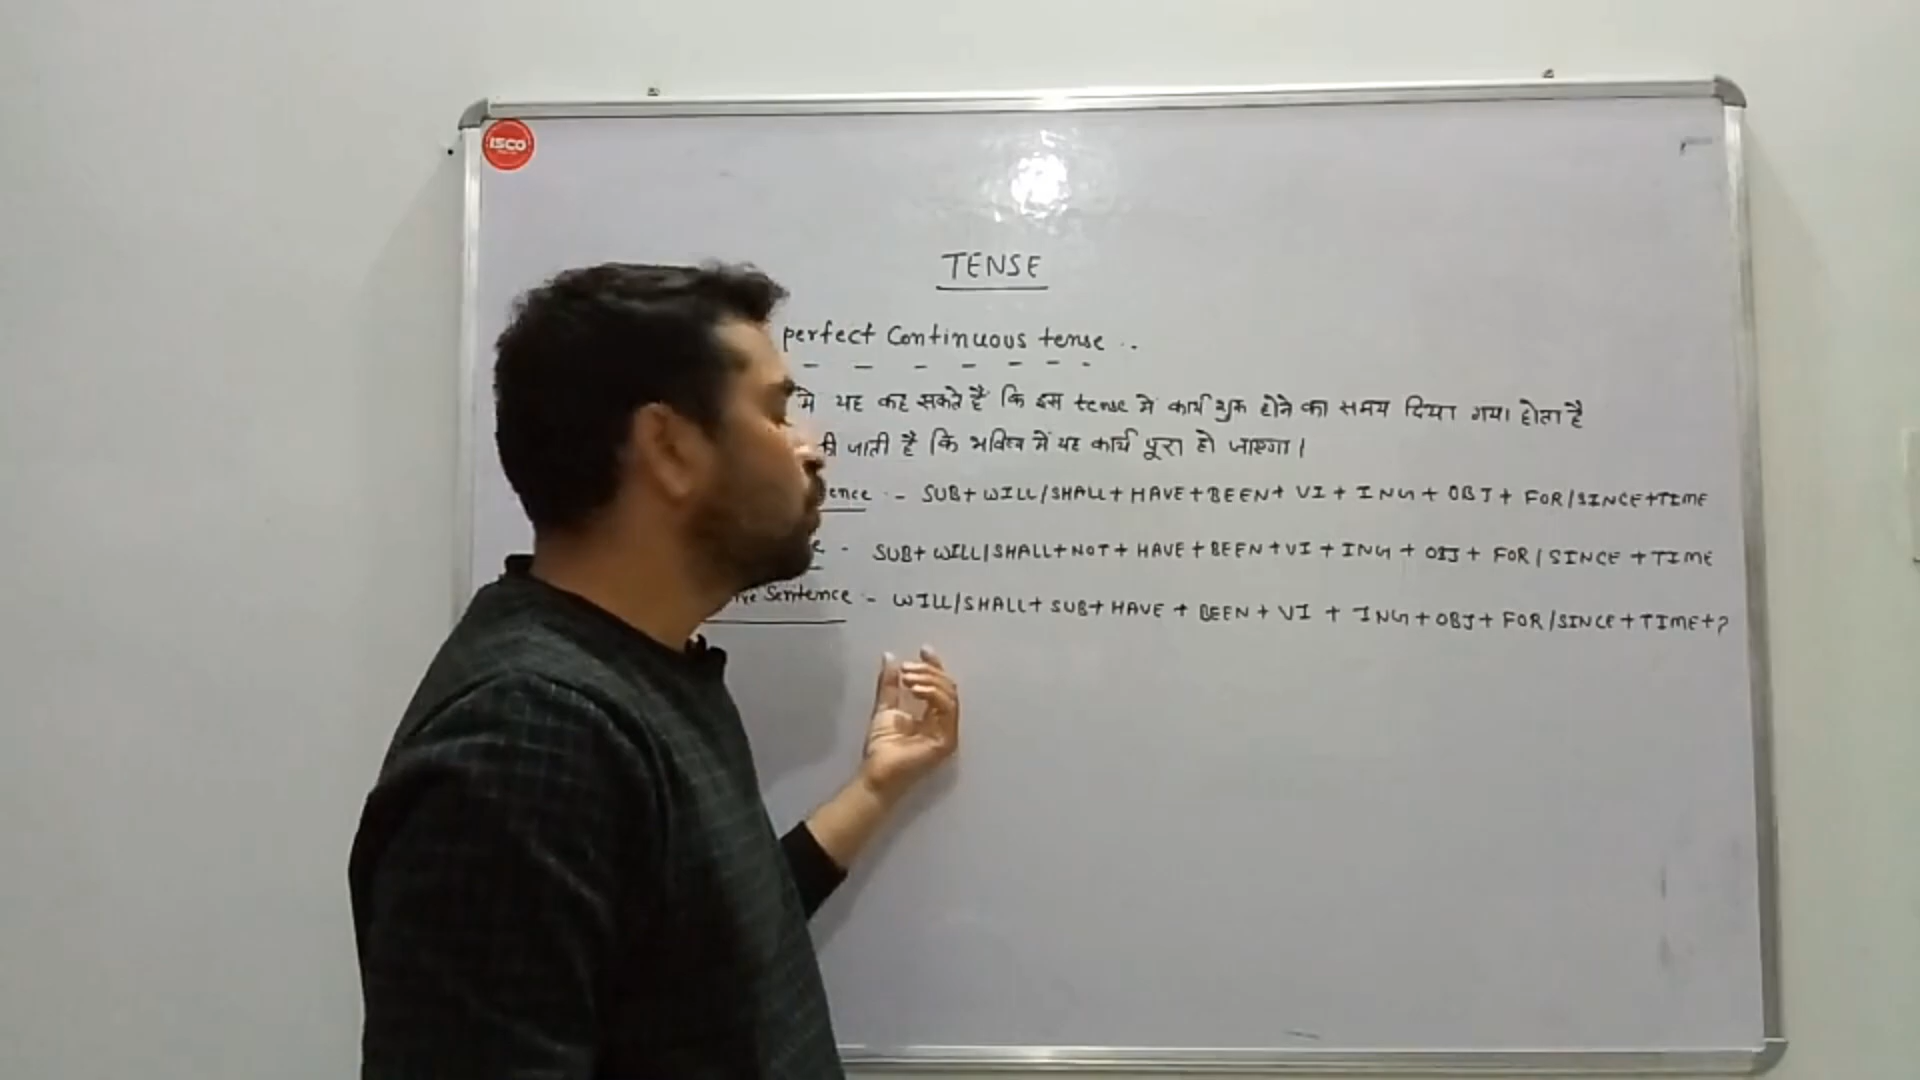 ISCO
TENSE
perfect Continuous tense
में यह कह सकते है कि इस tense में कार्य शुरू होने का समय दिया गया होता है
की जाती है कि भविष्य में यह कार्य पूरा हो जाएगा।
ence - SUB+ WILL/SHALL+ HAVE+BEEN+ VI + ING + OBJ + FOR/SINCE+TIME
e - SUB+ WILL/SHALL+NOT+ HAVE+BEEN+VI + ING + OBJ + FOR/SINCE +TIME
ive Sentence - WILL/SHALL+ SUB+ HAVE + BEEN + VI + ING+OBJ+ FOR/SINCE+TIME+?